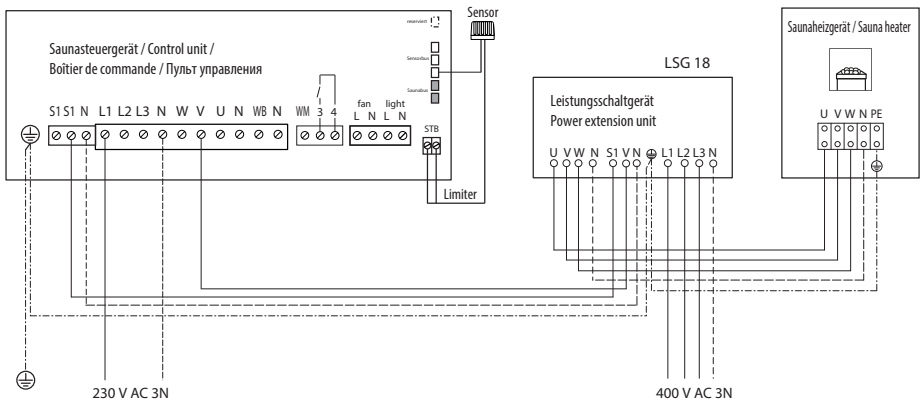 reserviert
Sensorbus
Saunabus
Sensor
Saunasteuergerät / Control unit /
Boîtier de commande / Пульт управления
S1 S1 N L1 L2 L3 N W V U N WB N
WM 3 4
fan light
L N L N
STB
Limiter
LSG 18
Leistungsschaltgerät
Power extension unit
U V W N S1 V N L1 L2 L3 N
Saunaheizgerät / Sauna heater
U V W N PE
230 V AC 3N
400 V AC 3N